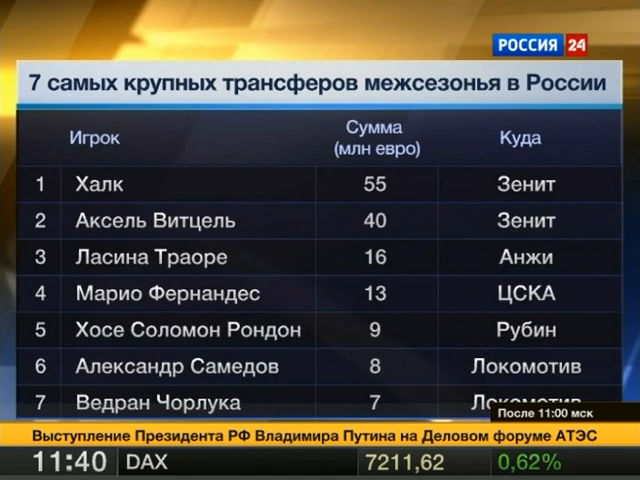 РОССИЯ 24
7 самых крупных трансферов межсезонья в России
Игрок Сумма (млн евро) Куда
1 Халк 55 Зенит
2 Аксель Витцель 40 Зенит
3 Ласина Траоре 16 Анжи
4 Марио Фернандес 13 ЦСКА
5 Хосе Соломон Рондон 9 Рубин
6 Александр Самедов 8 Локомотив
7 Ведран Чорлука 7
После 11:00 мск
Выступление Президента РФ Владимира Путина на Деловом форуме АТЭС
11:40 DAX 7211,62 0,62%